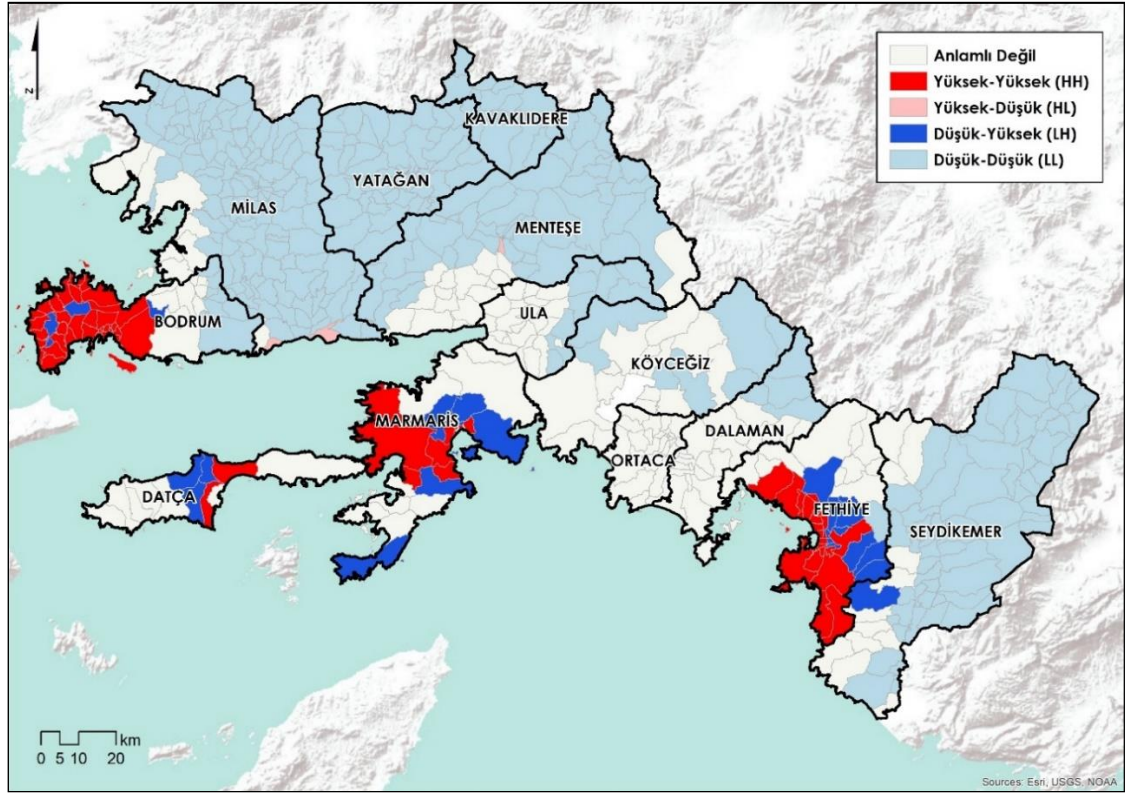 N
Anlamlı Değil
Yüksek-Yüksek (HH)
Yüksek-Düşük (HL)
Düşük-Yüksek (LH)
Düşük-Düşük (LL)
KAVAKLIDERE
YATAĞAN
MİLAS
MENTEŞE
ULA
BODRUM
KÖYCEĞİZ
MARMARİS
DALAMAN
ORTACA
DATÇA
FETHİYE
SEYDİKEMER
km
0 5 10 20
Sources: Esri, USGS, NOAA